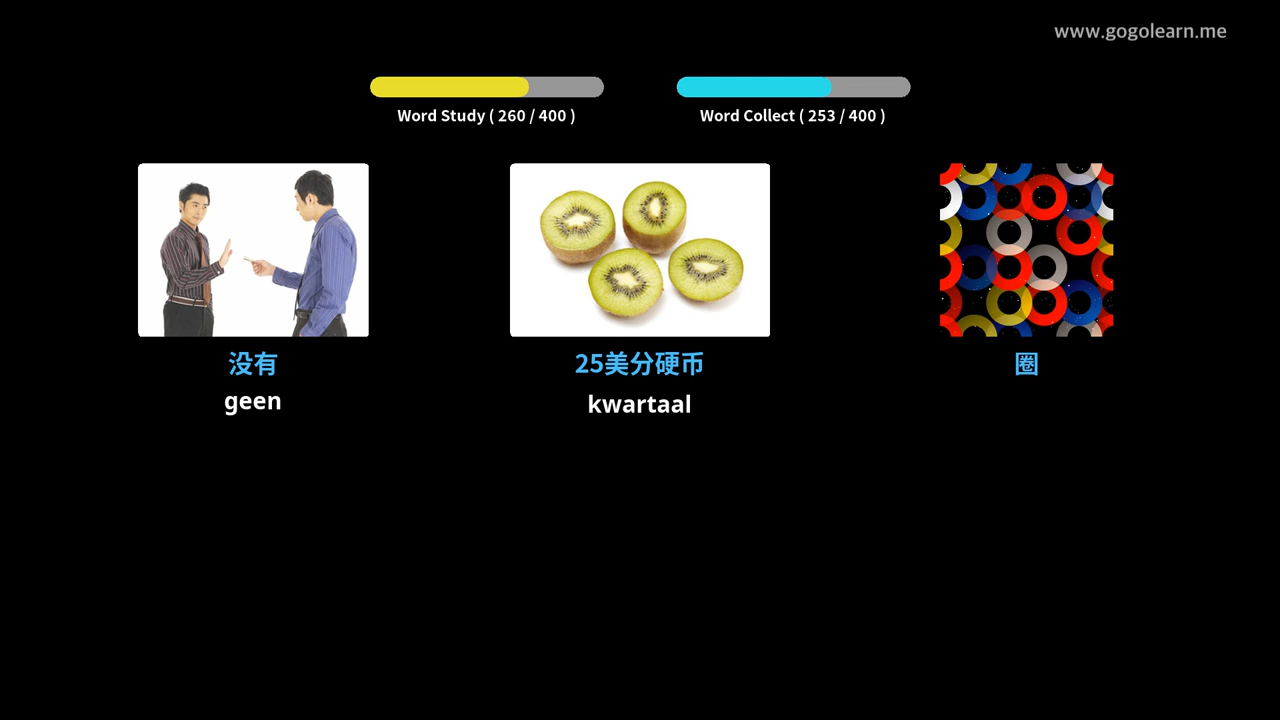 www.gogolearn.me
Word Study ( 260 / 400 )
Word Collect ( 253 / 400 )
没有
25美分硬币
圈
geen
kwartaal